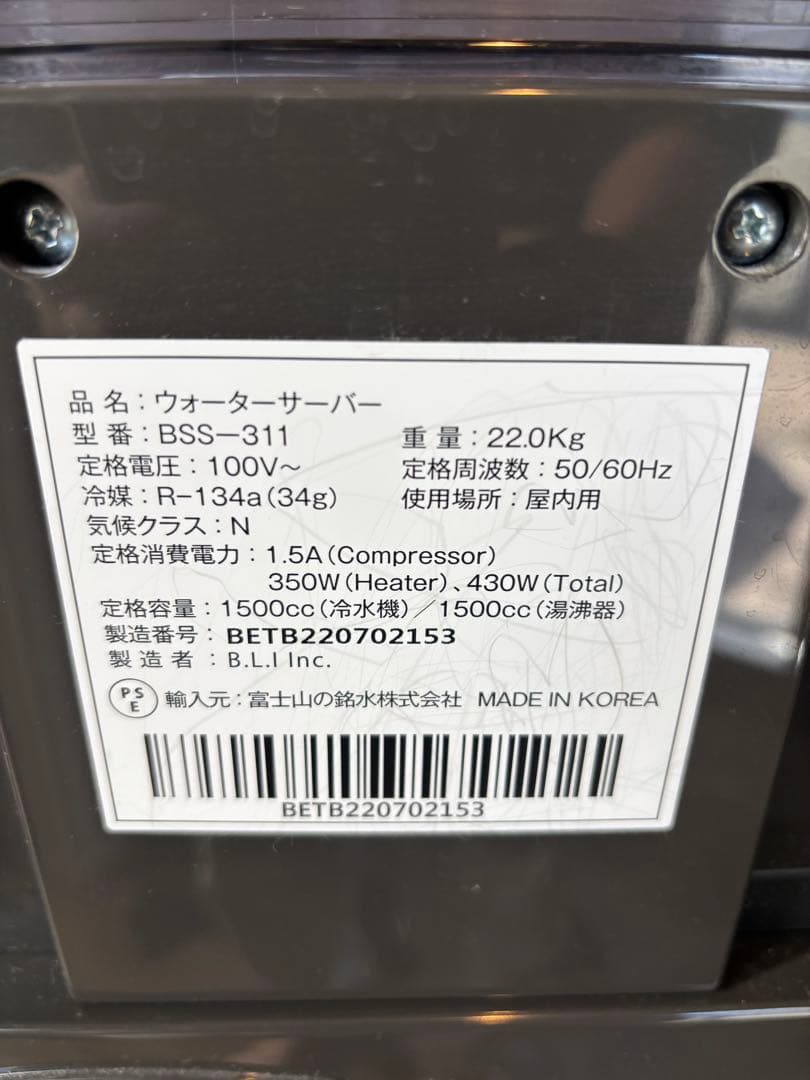 品 名：ウォーターサーバー
型 番：BSS-311 重 量：22.0Kg
定格電圧：100V～ 定格周波数：50/60Hz
冷媒：R-134a(34g) 使用場所：屋内用
気候クラス：N
定格消費電力：1.5A(Compressor)
350W(Heater)、430W(Total)
定格容量：1500cc(冷水機)／1500cc(湯沸器)
製造番号：BETB220702153
製 造 者：B.L.I Inc.
PSE 輸入元：富士山の銘水株式会社 MADE IN KOREA
BETB220702153